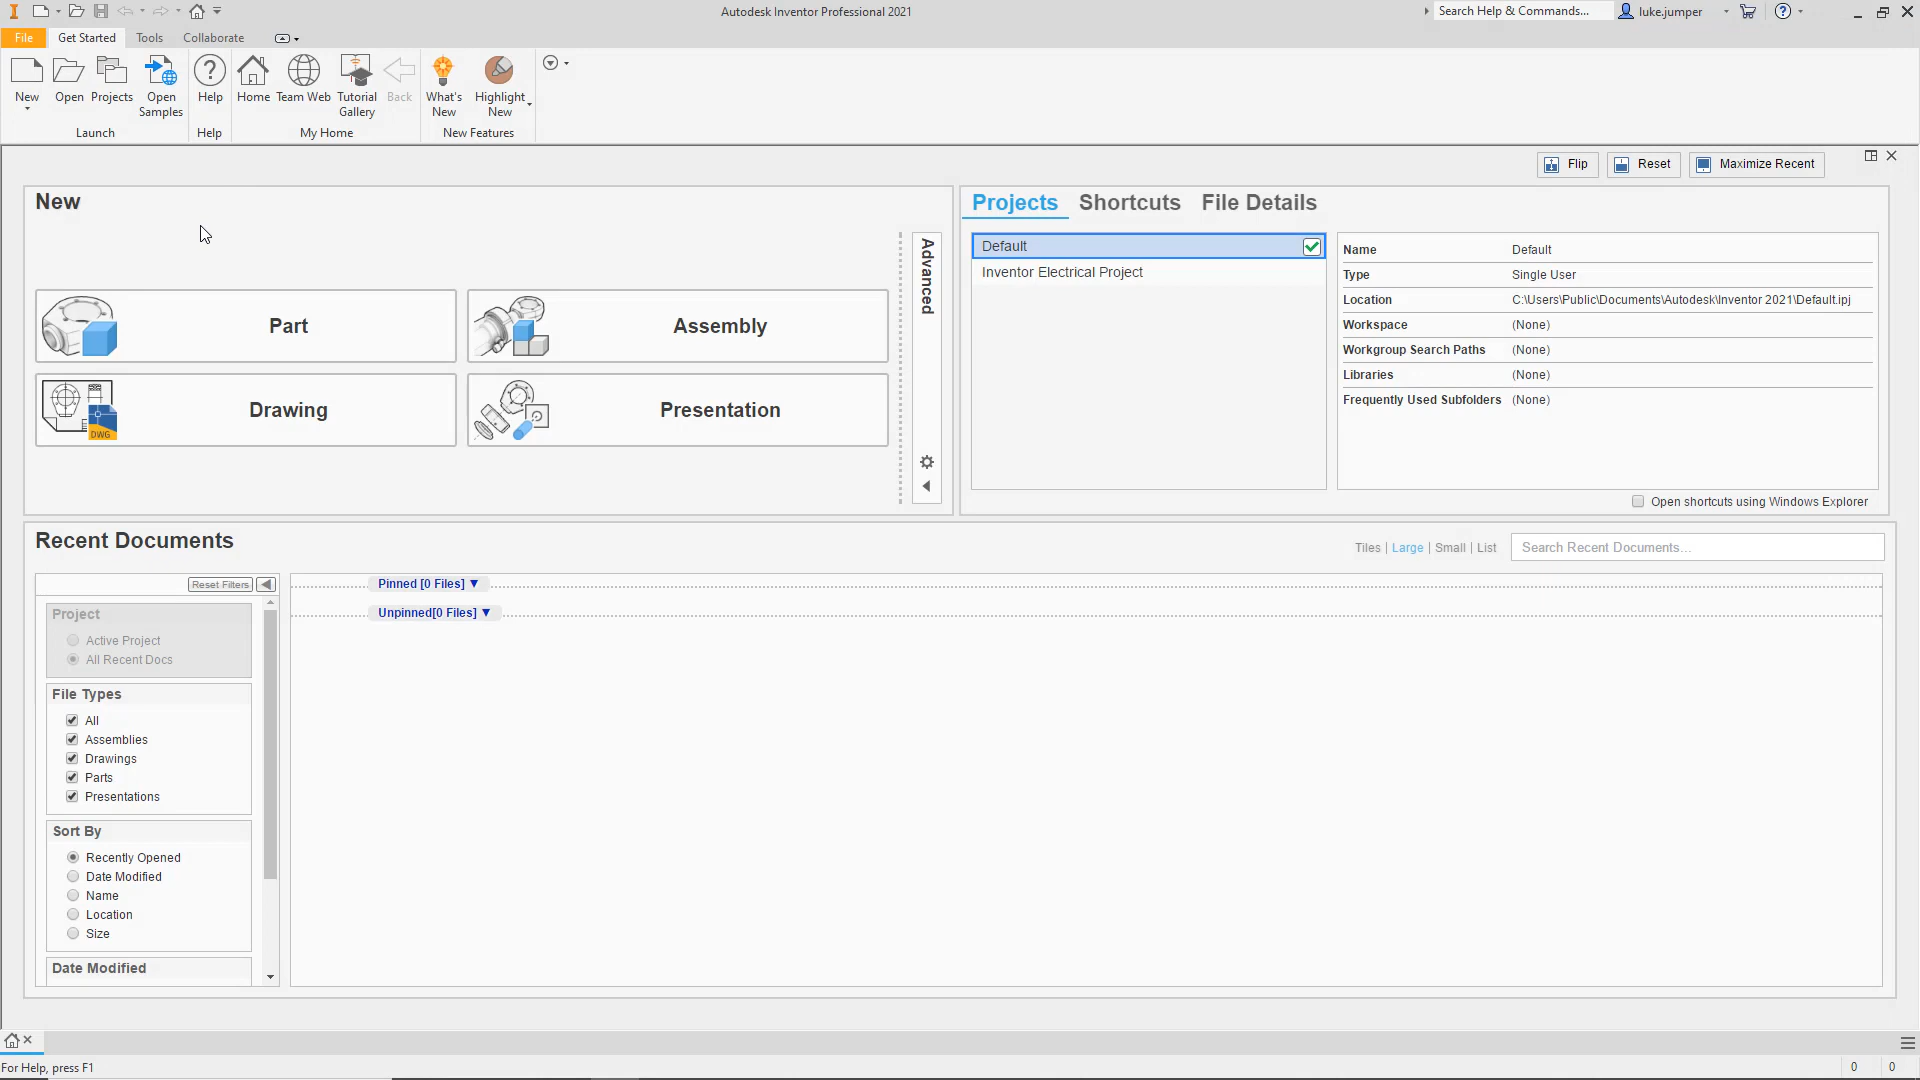 Autodesk Inventor Professional 2021
Search Help & Commands...
luke.jumper
File
Get Started
Tools
Collaborate
New
Open
Projects
Open Samples
Help
Home
Team Web
Tutorial Gallery
Back
What's New
Highlight New
Launch
Help
My Home
New Features
Flip
Reset
Maximize Recent
New
Part
Assembly
Drawing
DWG
Presentation
Advanced
Projects
Shortcuts
File Details
Default
Inventor Electrical Project
Name Default
Type Single User
Location C:\Users\Public\Documents\Autodesk\Inventor 2021\Default.ipj
Workspace (None)
Workgroup Search Paths (None)
Libraries (None)
Frequently Used Subfolders (None)
Open shortcuts using Windows Explorer
Recent Documents
Tiles | Large | Small | List
Search Recent Documents...
Reset Filters
Project
Active Project
All Recent Docs
File Types
All
Assemblies
Drawings
Parts
Presentations
Sort By
Recently Opened
Date Modified
Name
Location
Size
Date Modified
Pinned [0 Files]
Unpinned[0 Files]
For Help, press F1
0 0